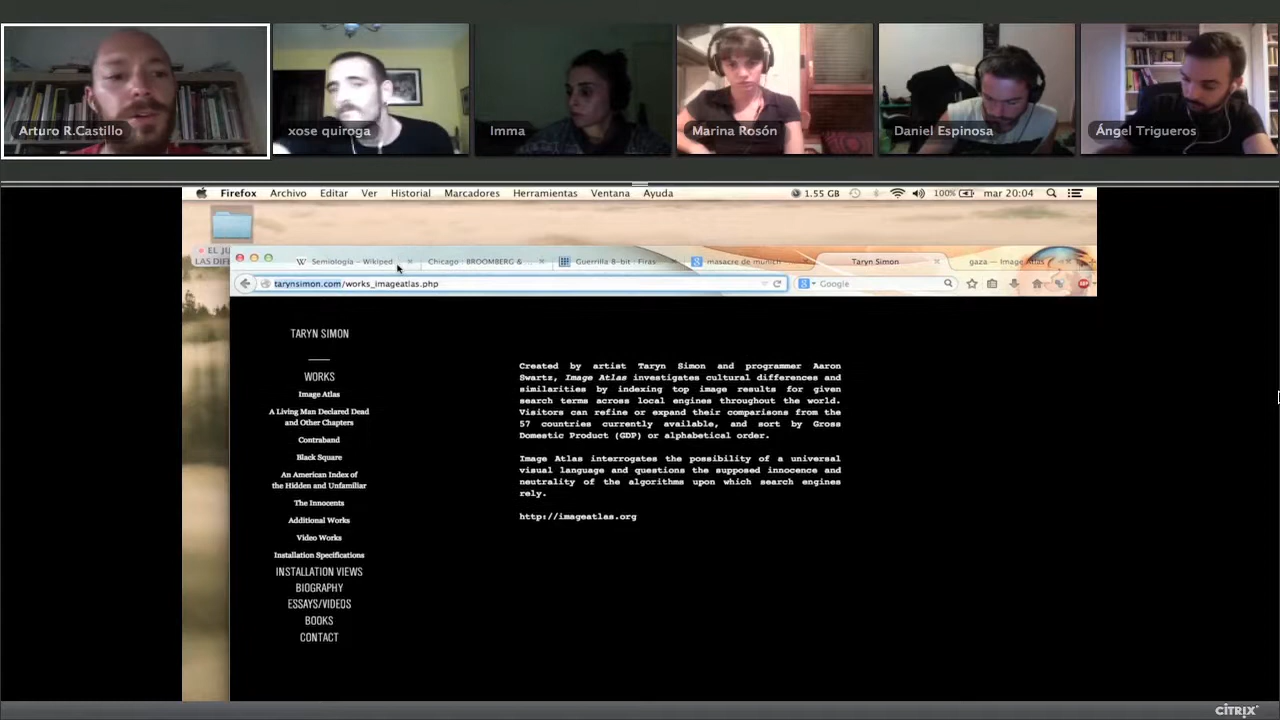 Arturo R.Castillo
xose quiroga
Imma
Marina Rosón
Daniel Espinosa
Ángel Trigueros
Firefox Archivo Editar Ver Historial Marcadores Herramientas Ventana Ayuda 1.55 GB 100% mar 20:04
EL JU
LAS DIFE
Semiología – Wikiped
Chicago : BROOMBERG &
Guerrilla 8-bit : Firas
masacre de munich
Taryn Simon
gaza — Image Atlas
tarynsimon.com/works_imageatlas.php
Google
TARYN SIMON
WORKS
Image Atlas
A Living Man Declared Dead
and Other Chapters
Contraband
Black Square
An American Index of
the Hidden and Unfamiliar
The Innocents
Additional Works
Video Works
Installation Specifications
INSTALLATION VIEWS
BIOGRAPHY
ESSAYS/VIDEOS
BOOKS
CONTACT
Created by artist Taryn Simon and programmer Aaron
Swartz, Image Atlas investigates cultural differences and
similarities by indexing top image results for given
search terms across local engines throughout the world.
Visitors can refine or expand their comparisons from the
57 countries currently available, and sort by Gross
Domestic Product (GDP) or alphabetical order.
Image Atlas interrogates the possibility of a universal
visual language and questions the supposed innocence and
neutrality of the algorithms upon which search engines
rely.
http://imageatlas.org
CITRIX